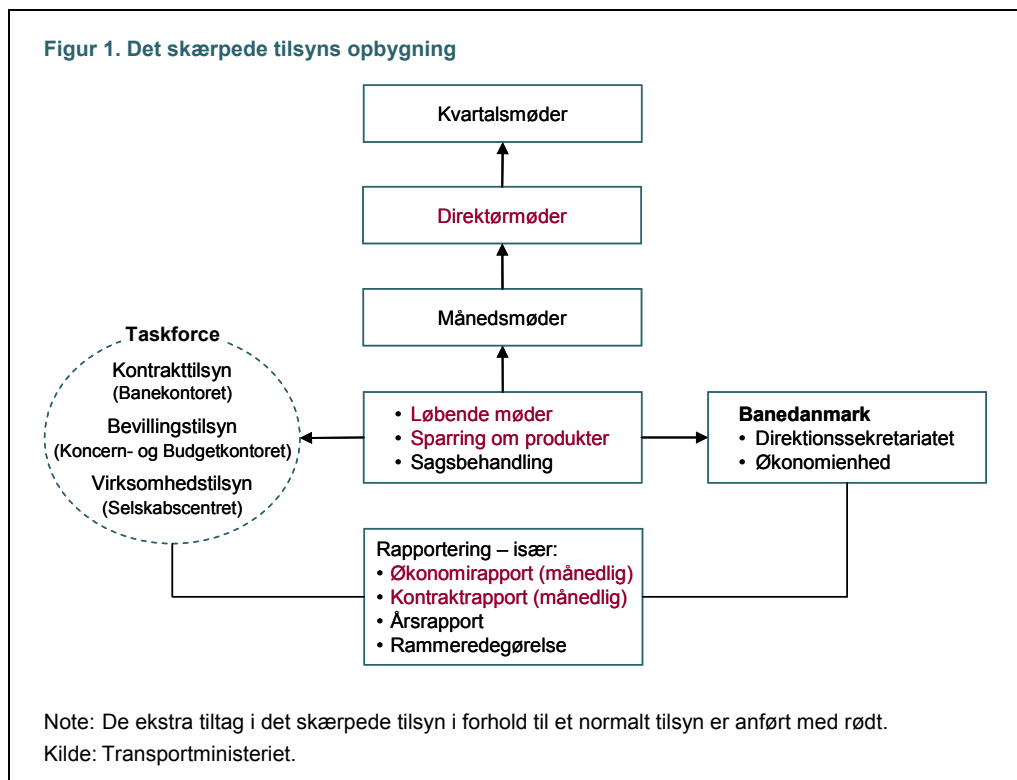 Figur 1. Det skærpede tilsyns opbygning
Kvartalsmøder
Direktørmøder
Månedsmøder
Taskforce
Kontrakttilsyn
(Banekontoret)
Bevillingstilsyn
(Koncern- og Budgetkontoret)
Virksomhedstilsyn
(Selskabscentret)
• Løbende møder
• Sparring om produkter
• Sagsbehandling
Banedanmark
• Direktionssekretariatet
• Økonomienhed
Rapportering – især:
• Økonomirapport (månedlig)
• Kontraktrapport (månedlig)
• Årsrapport
• Rammeredegørelse
Note: De ekstra tiltag i det skærpede tilsyn i forhold til et normalt tilsyn er anført med rødt.
Kilde: Transportministeriet.